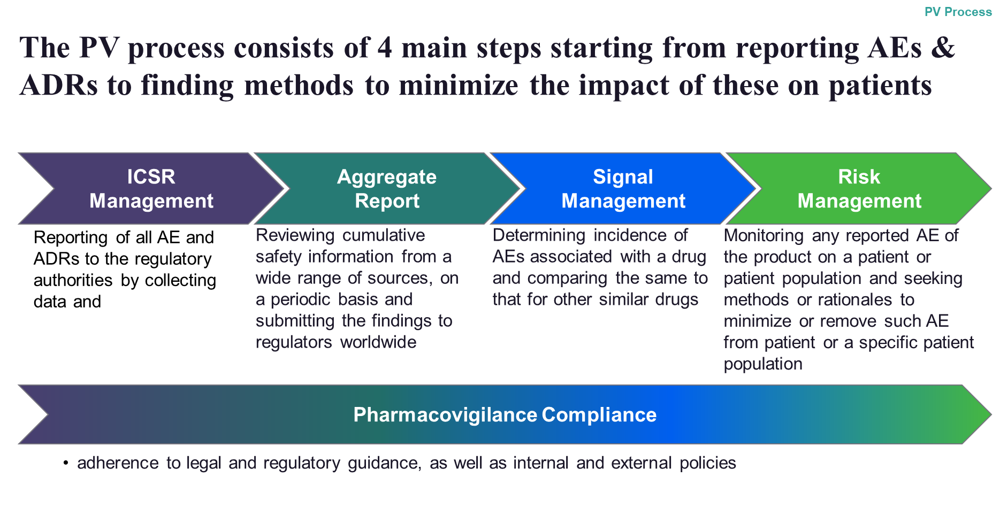 PV Process
The PV process consists of 4 main steps starting from reporting AEs &
ADRs to finding methods to minimize the impact of these on patients
ICSR
Management
Reporting of all AE and
ADRs to the regulatory
authorities by collecting
data and
Aggregate
Report
Reviewing cumulative
safety information from a
wide range of sources, on
a periodic basis and
submitting the findings to
regulators worldwide
Signal
Management
Determining incidence of
AEs associated with a drug
and comparing the same to
that for other similar drugs
Risk
Management
Monitoring any reported AE of
the product on a patient or
patient population and seeking
methods or rationales to
minimize or remove such AE
from patient or a specific patient
population
Pharmacovigilance Compliance
• adherence to legal and regulatory guidance, as well as internal and external policies